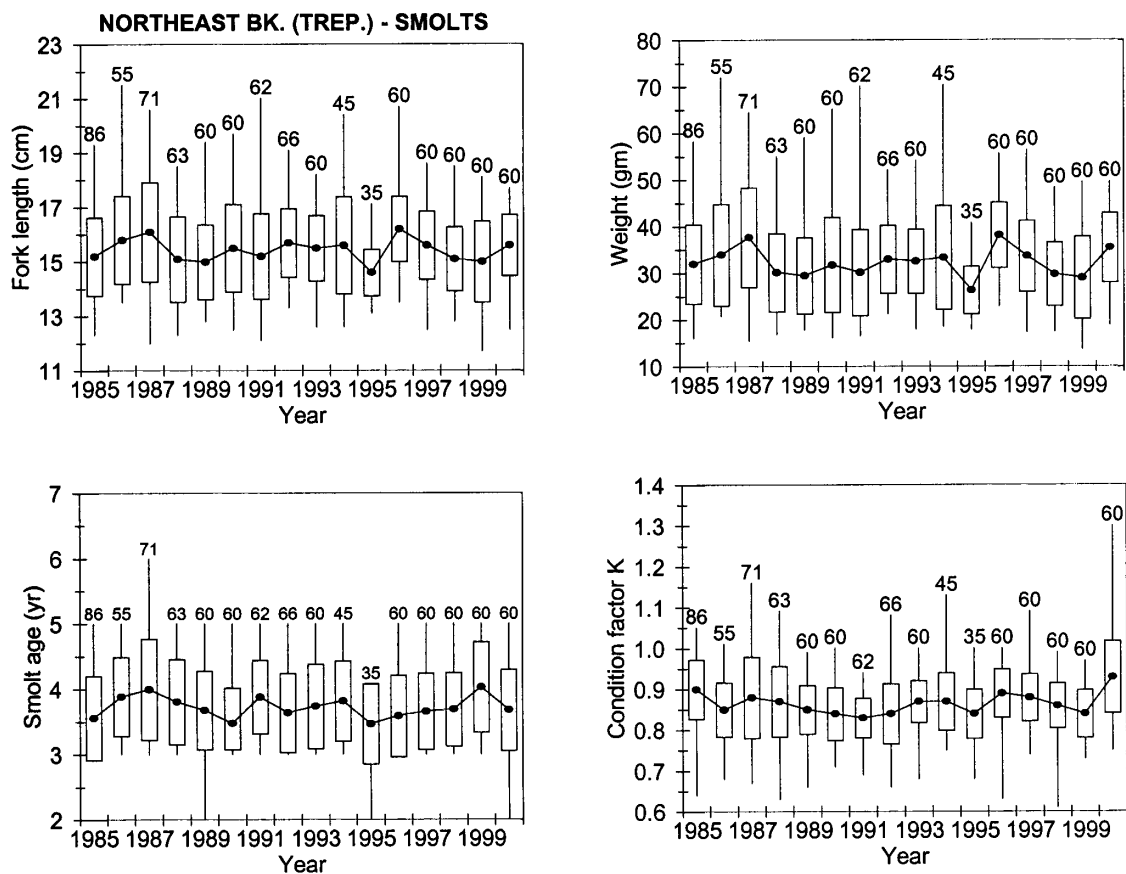 NORTHEAST BK. (TREP.) - SMOLTS
Fork length (cm)
23
21
19
17
15
13
11
86 55 71 63 60 60 62 66 60 45 35 60 60 60 60 60
1985 1987 1989 1991 1993 1995 1997 1999
Year
Weight (gm)
80
70
60
50
40
30
20
10
86 55 71 63 59 60 62 66 60 45 35 60 60 60 60 60
1985 1987 1989 1991 1993 1995 1997 1999
Year
Smolt age (yr)
7
6
5
4
3
2
86 55 71 63 60 60 62 66 60 45 35 60 60 60 60 60
1985 1987 1989 1991 1993 1995 1997 1999
Year
Condition factor K
1.4
1.3
1.2
1.1
1.0
0.9
0.8
0.7
0.6
86 55 71 63 60 60 62 66 60 45 35 60 60 60 60 60
1985 1987 1989 1991 1993 1995 1997 1999
Year